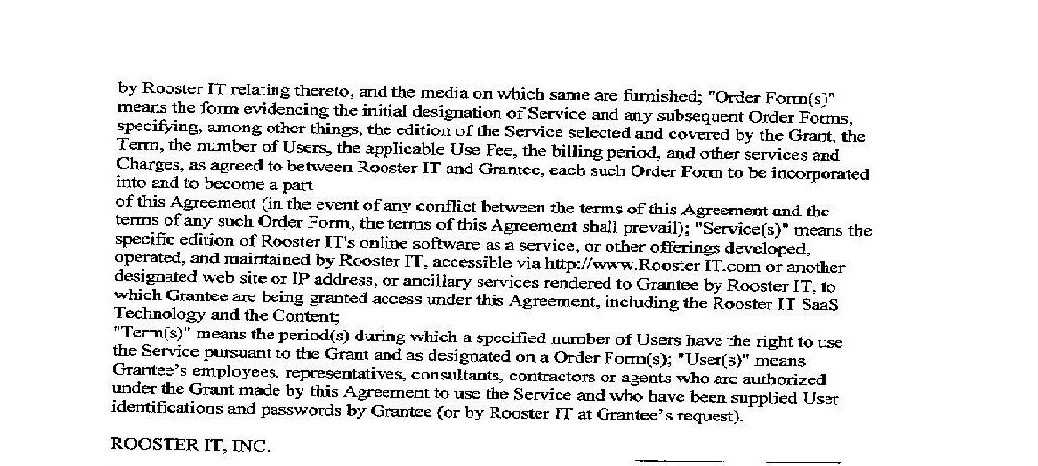 by Rooster IT relating thereto, and the media on which same are furnished; "Order Form(s)"
means the form evidencing the initial designation of Service and any subsequent Order Forms,
specifying, among other things, the edition of the Service selected and covered by the Grant, the
Term, the number of Users, the applicable Use Fee, the billing period, and other services and
Charges, as agreed to between Rooster IT and Grantee, each such Order Form to be incorporated
into and to become a part
of this Agreement (in the event of any conflict between the terms of this Agreement and the
terms of any such Order Form, the terms of this Agreement shall prevail); "Service(s)" means the
specific edition of Rooster IT's online software as a service, or other offerings developed,
operated, and maintained by Rooster IT, accessible via http://www.Rooster IT.com or another
designated web site or IP address, or ancillary services rendered to Grantee by Rooster IT, to
which Grantee are being granted access under this Agreement, including the Rooster IT SaaS
Technology and the Content;
"Term(s)" means the period(s) during which a specified number of Users have the right to use
the Service pursuant to the Grant and as designated on a Order Form(s); "User(s)" means
Grantee's employees, representatives, consultants, contractors or agents who are authorized
under the Grant made by this Agreement to use the Service and who have been supplied User
identifications and passwords by Grantee (or by Rooster IT at Grantee's request).
ROOSTER IT, INC.